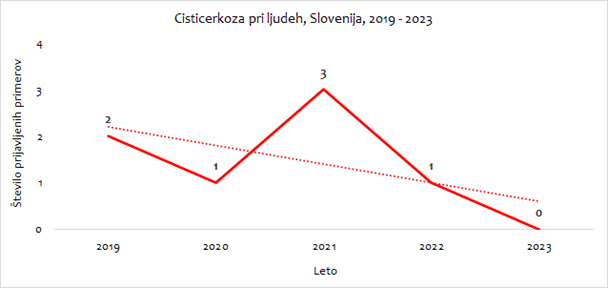 Cisticerkoza pri ljudeh, Slovenija, 2019 - 2023
Število prijavljenih primerov
4
3
2
1
0
2
1
3
1
0
2019 2020 2021 2022 2023
Leto